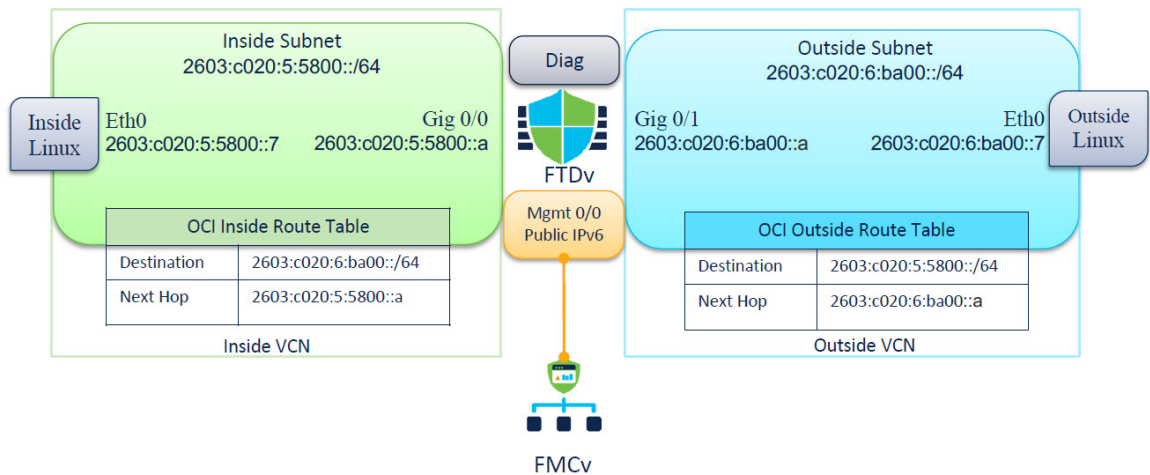 Inside Subnet
2603:c020:5:5800::/64
Inside
Linux
Eth0
2603:c020:5:5800::7
Gig 0/0
2603:c020:5:5800::a
OCI Inside Route Table
Destination 2603:c020:6:ba00::/64
Next Hop 2603:c020:5:5800::a
Inside VCN
Diag
FTDv
Mgmt 0/0
Public IPv6
FMCv
Outside Subnet
2603:c020:6:ba00::/64
Gig 0/1
2603:c020:6:ba00::a
Eth0
2603:c020:6:ba00::7
Outside
Linux
OCI Outside Route Table
Destination 2603:c020:5:5800::/64
Next Hop 2603:c020:6:ba00::a
Outside VCN